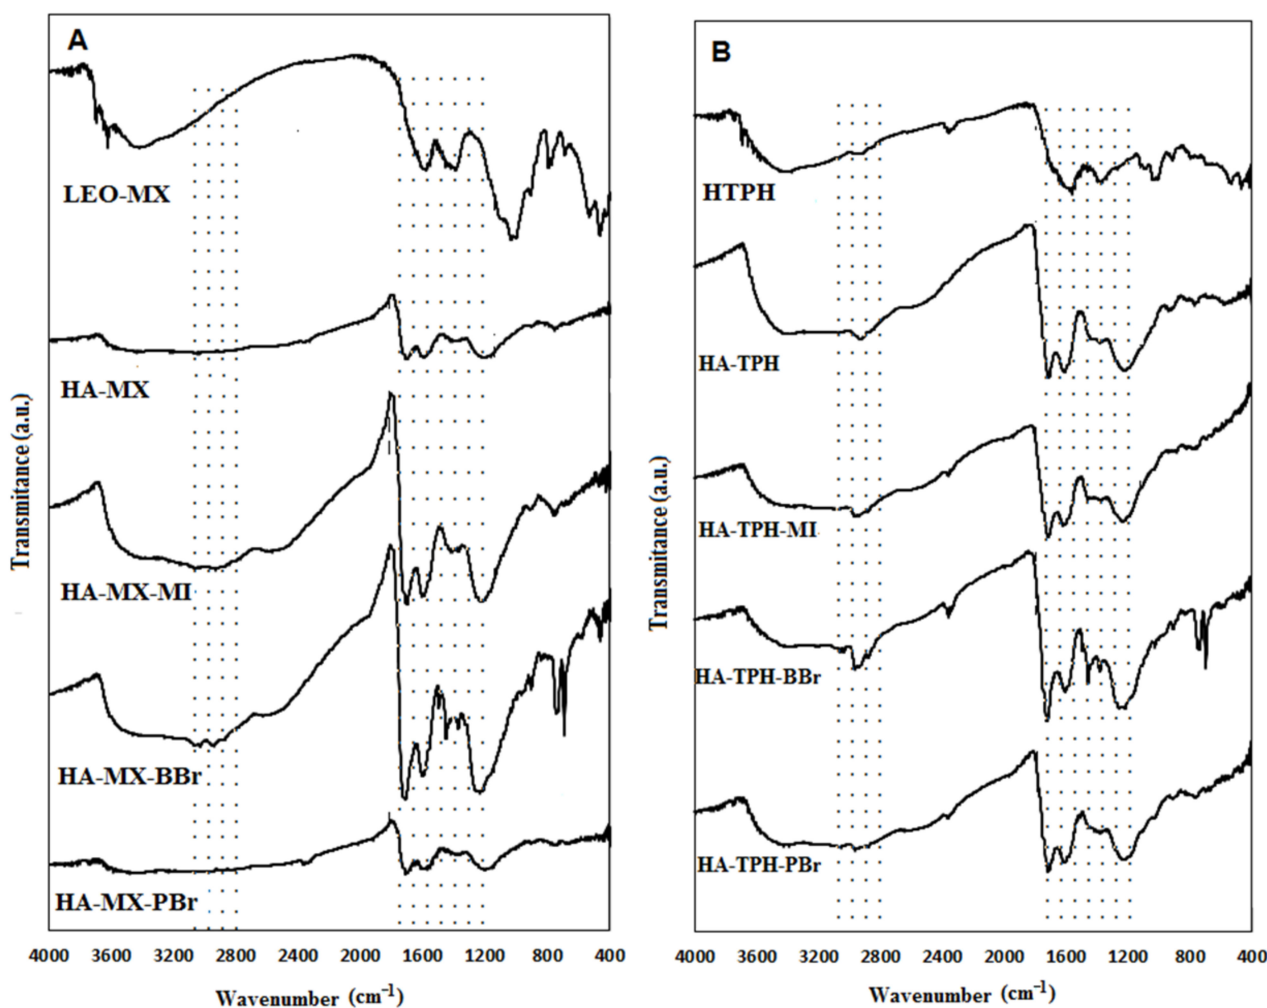 A
LEO-MX
HA-MX
HA-MX-MI
HA-MX-BBr
HA-MX-PBr
Transmitance (a.u.)
4000 3600 3200 2800 2400 2000 1600 1200 800 400
Wavenumber (cm⁻¹)
B
HTPH
HA-TPH
HA-TPH-MI
HA-TPH-BBr
HA-TPH-PBr
Transmitance (a.u.)
4000 3600 3200 2800 2400 2000 1600 1200 800 400
Wavenumber (cm⁻¹)